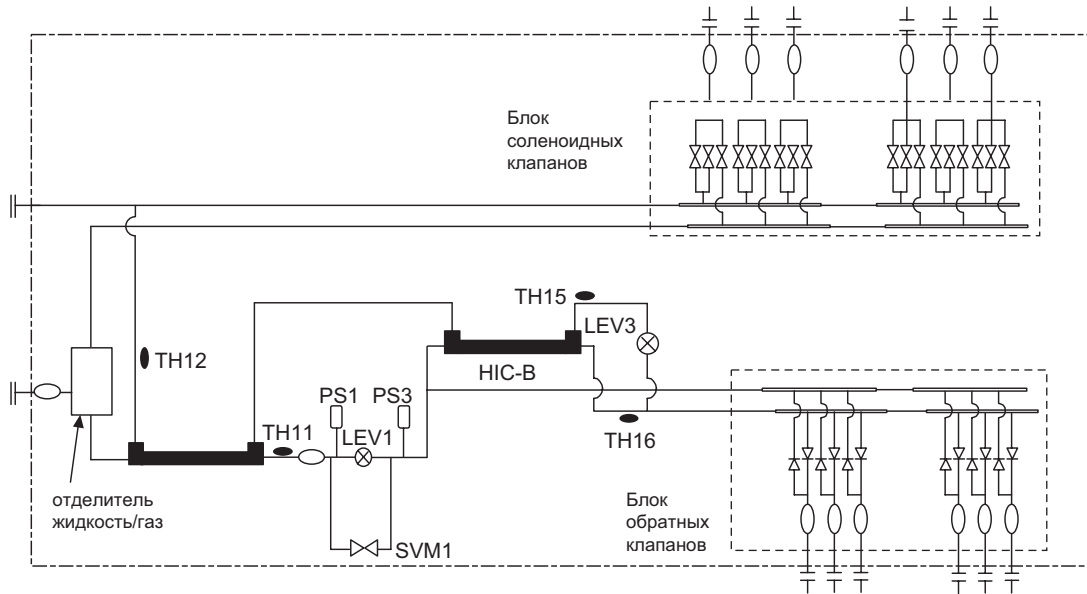 Блок
соленоидных
клапанов
TH15
LEV3
TH12
HIC-B
PS1
PS3
TH11
LEV1
TH16
отделитель
жидкость/газ
SVM1
Блок
обратных
клапанов